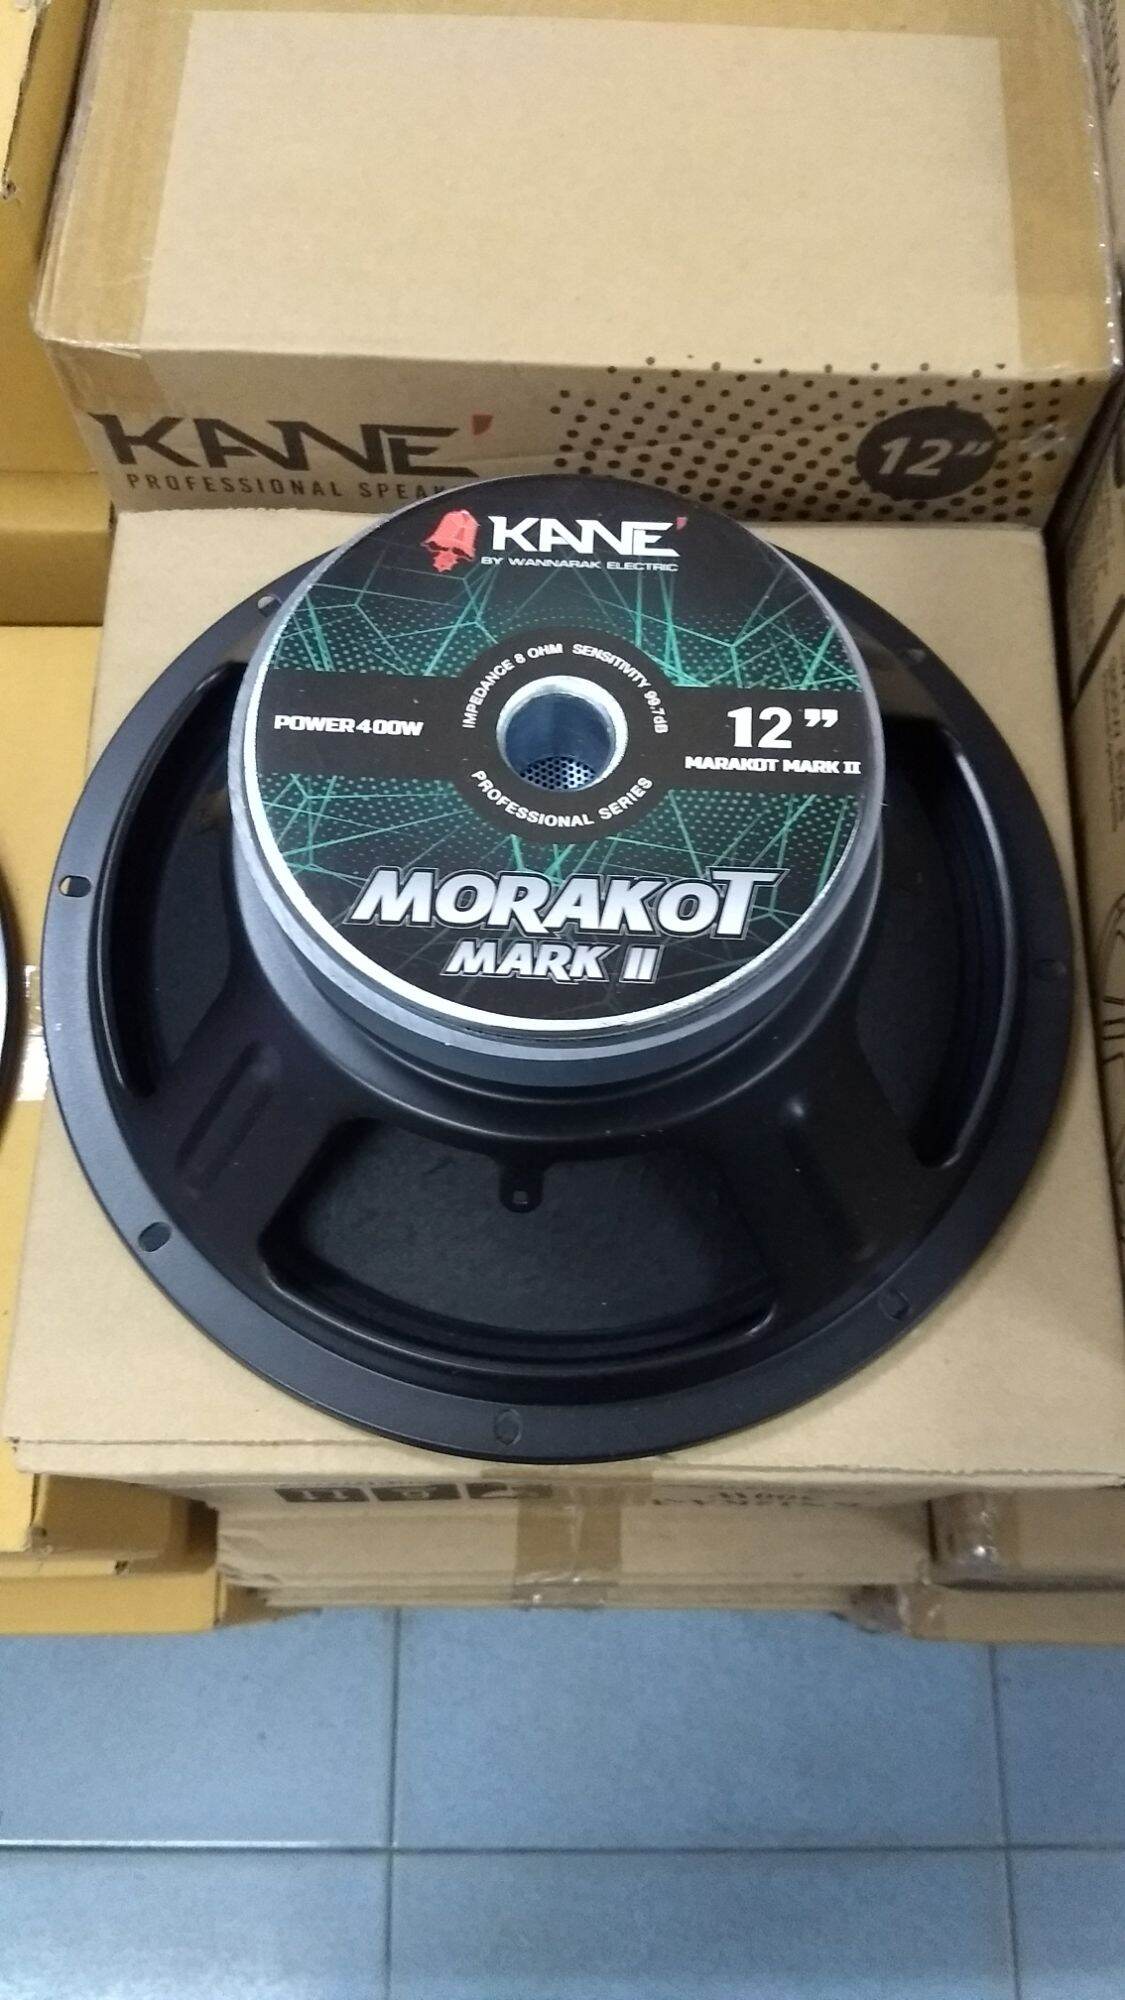 KANE'
PROFESSIONAL SPEAK
12"
KANE'
BY WANNARAK ELECTRIC
IMPEDANCE 8 OHM SENSITIVITY 99.7dB
POWER 400W
12"
MARAKOT MARK II
PROFESSIONAL SERIES
MORAKOT
MARK II